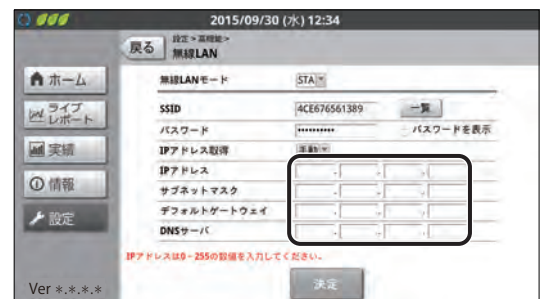 2015/09/30 (水) 12:34
戻る
設定>高機能>
無線LAN
ホーム
ライブ
レポート
実績
情報
設定
無線LANモード STA
SSID 4CE676561389 一覧
パスワード •••••••••• パスワードを表示
IPアドレス取得 手動
IPアドレス
サブネットマスク
デフォルトゲートウェイ
DNSサーバ
IPアドレスは0~255の数値を入力してください。
決定
Ver *.*.*.*